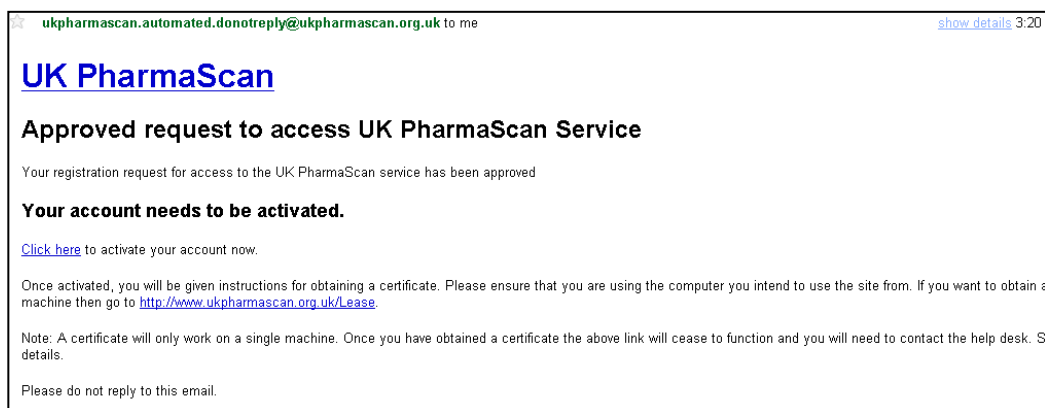 ukpharmascan.automated.donotreply@ukpharmascan.org.uk to me show details 3:20
UK PharmaScan
Approved request to access UK PharmaScan Service
Your registration request for access to the UK PharmaScan service has been approved
Your account needs to be activated.
Click here to activate your account now.
Once activated, you will be given instructions for obtaining a certificate. Please ensure that you are using the computer you intend to use the site from. If you want to obtain
machine then go to http://www.ukpharmascan.org.uk/Lease.
Note: A certificate will only work on a single machine. Once you have obtained a certificate the above link will cease to function and you will need to contact the help desk.
details.
Please do not reply to this email.